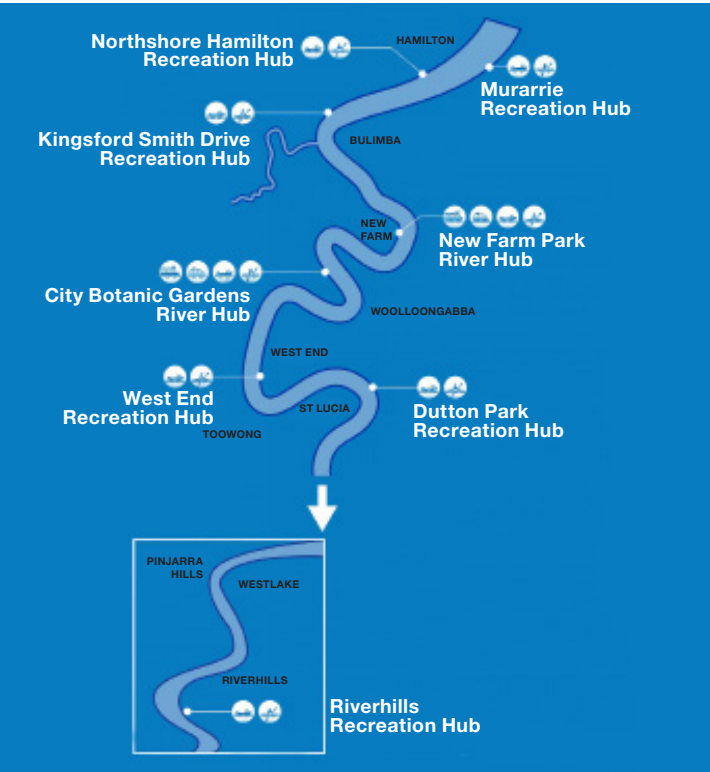 HAMILTON
Northshore Hamilton
Recreation Hub
Murarrie
Recreation Hub
Kingsford Smith Drive
Recreation Hub
BULIMBA
NEW
FARM
New Farm Park
River Hub
City Botanic Gardens
River Hub
WOOLLOONGABBA
WEST END
West End
Recreation Hub
ST LUCIA
Dutton Park
Recreation Hub
TOOWONG
PINJARRA
HILLS
WESTLAKE
RIVERHILLS
Riverhills
Recreation Hub